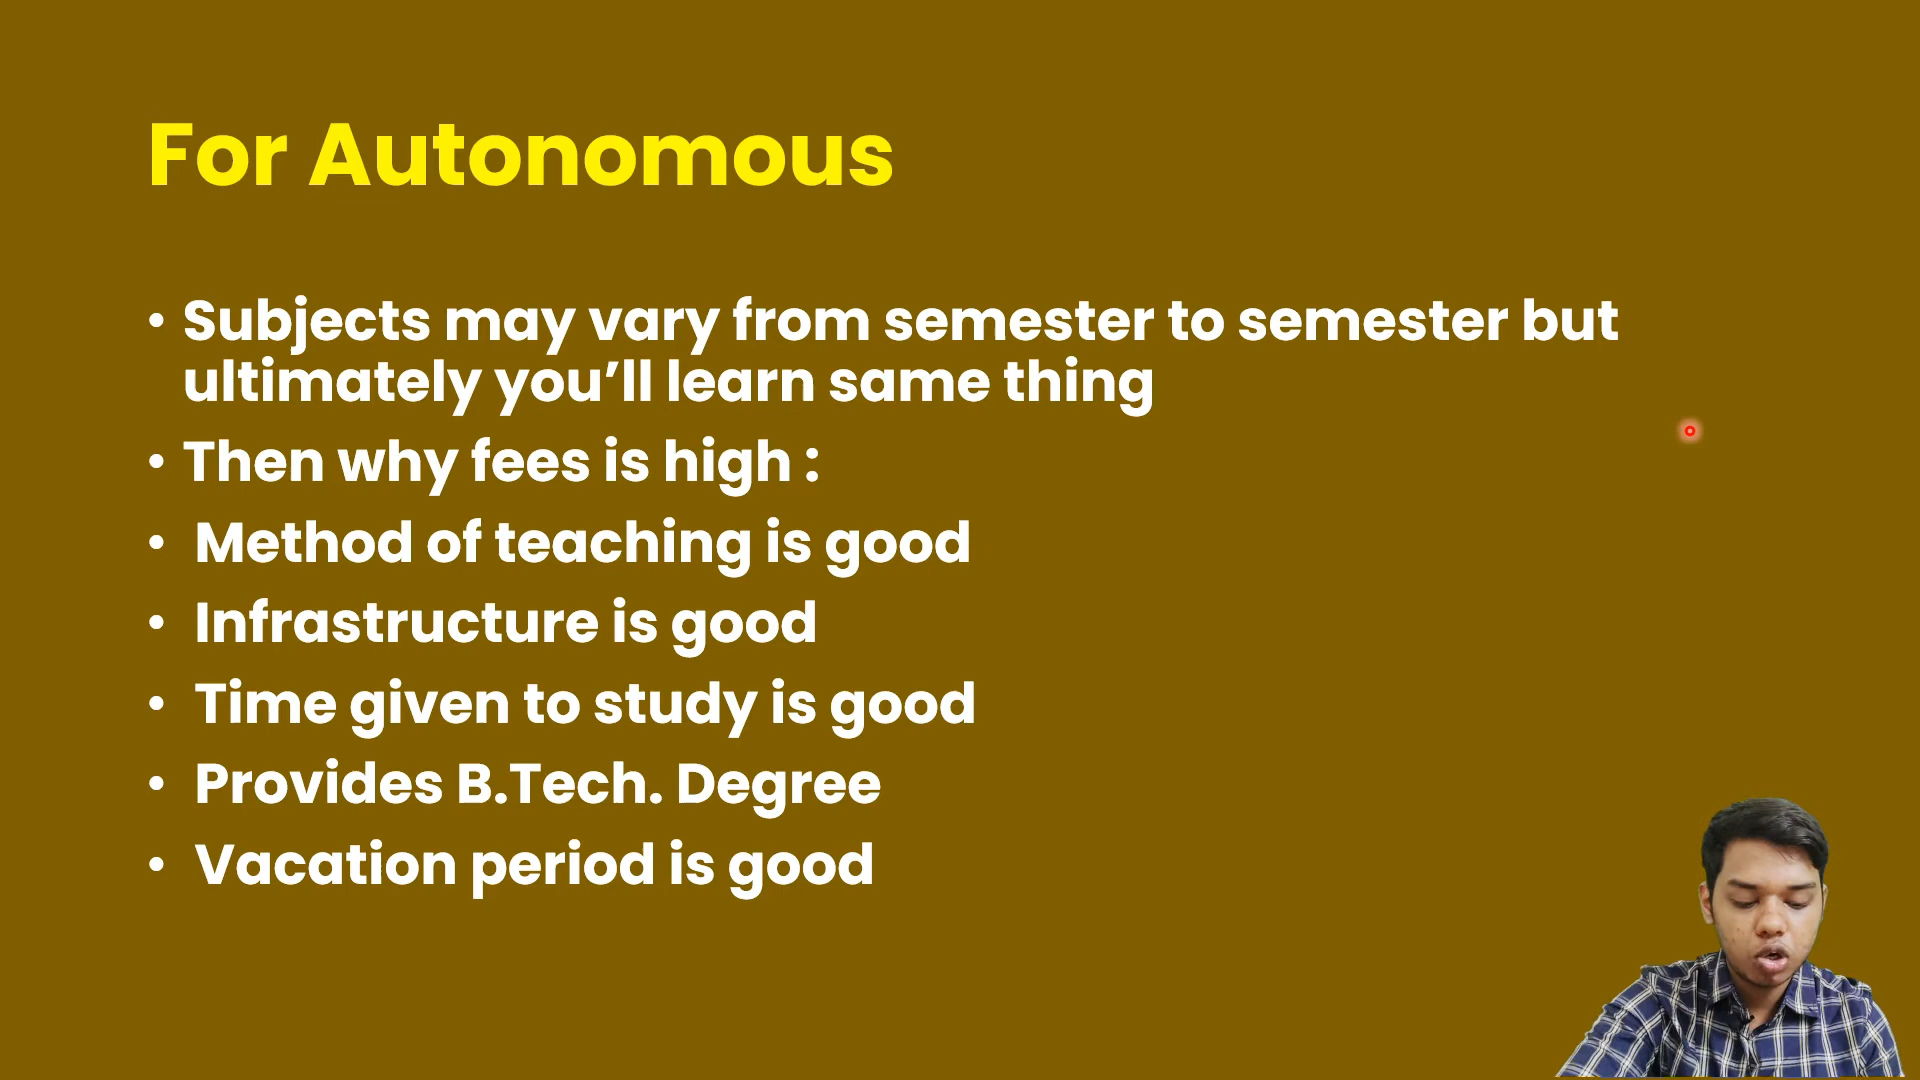 For Autonomous
• Subjects may vary from semester to semester but
ultimately you’ll learn same thing
• Then why fees is high :
• Method of teaching is good
• Infrastructure is good
• Time given to study is good
• Provides B.Tech. Degree
• Vacation period is good